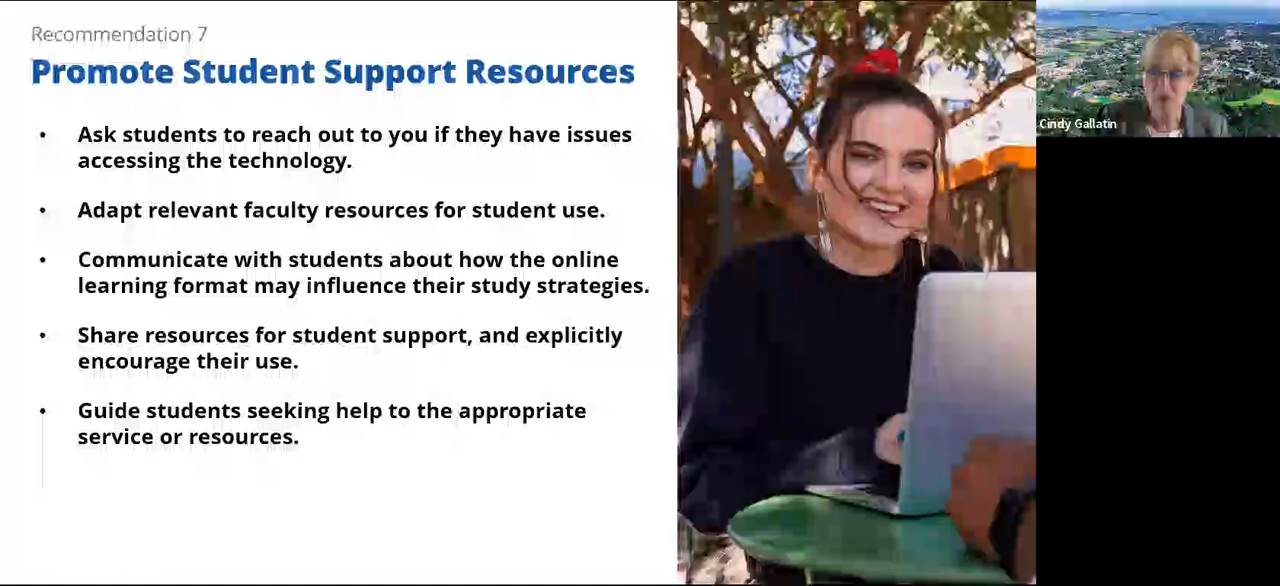 Recommendation 7
Promote Student Support Resources
• Ask students to reach out to you if they have issues
accessing the technology.
• Adapt relevant faculty resources for student use.
• Communicate with students about how the online
learning format may influence their study strategies.
• Share resources for student support, and explicitly
encourage their use.
• Guide students seeking help to the appropriate
service or resources.
Cindy Gallatin